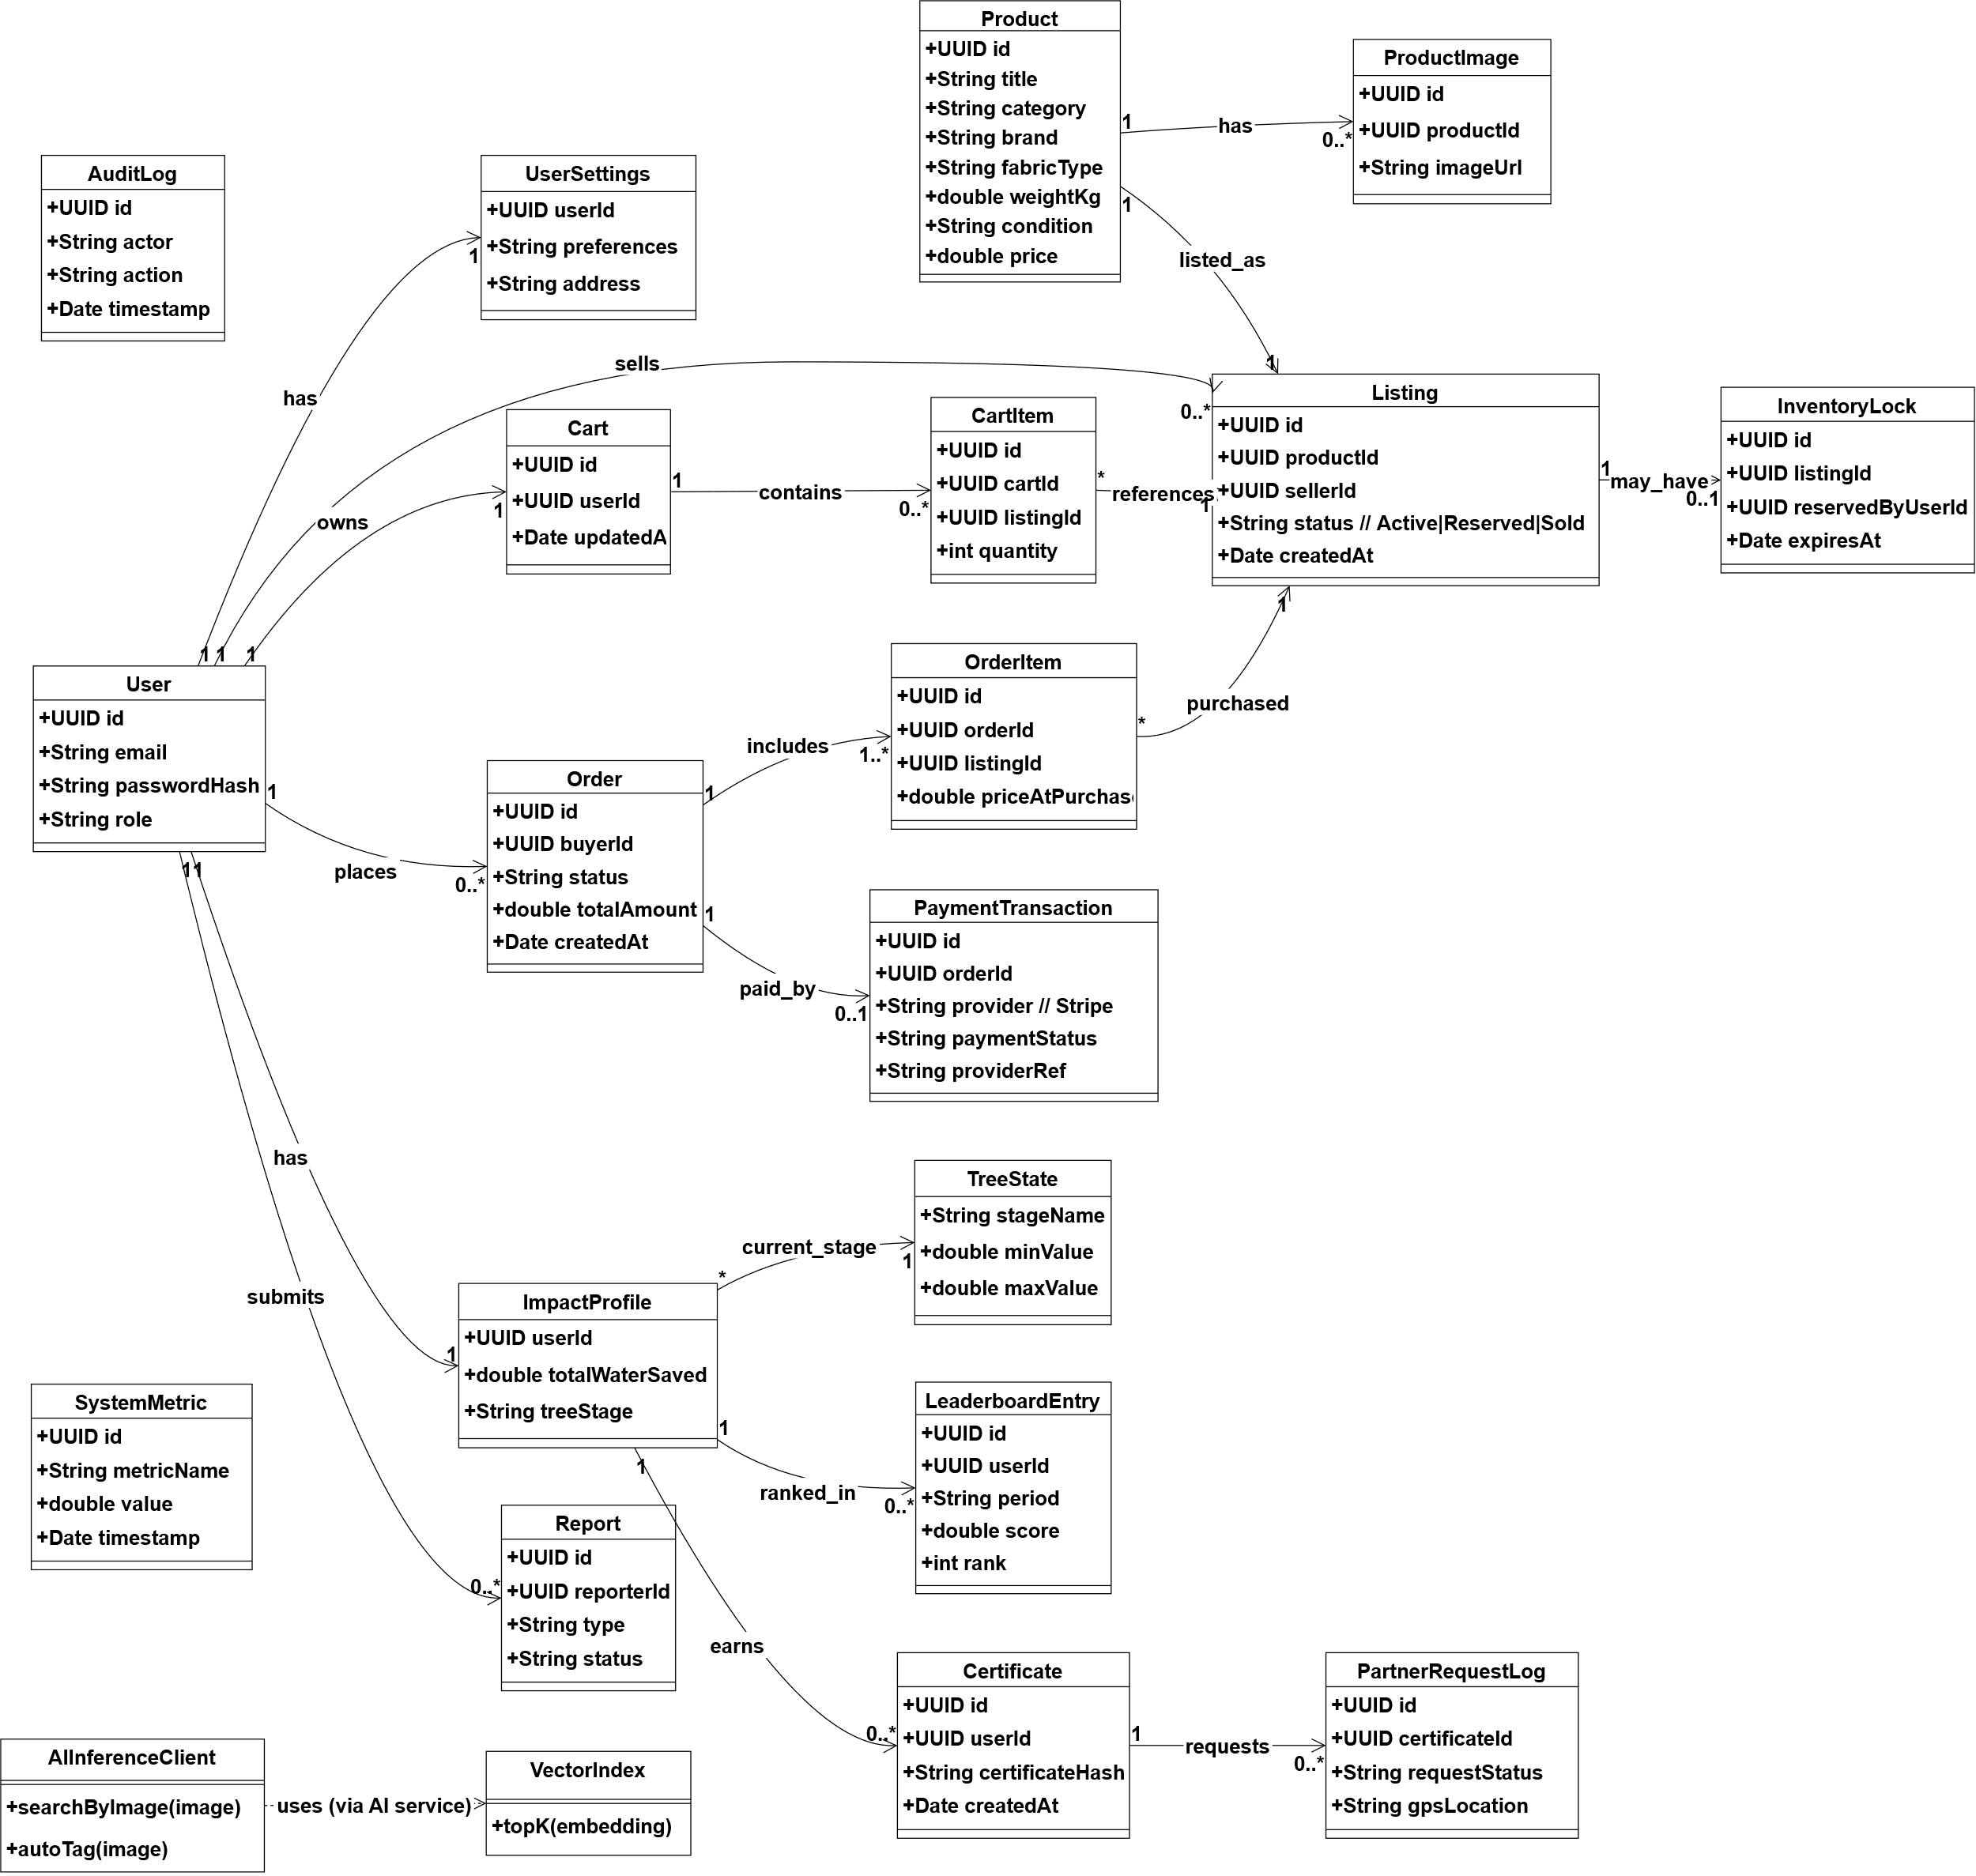 Product
+UUID id
+String title
+String category
+String brand
+String fabricType
+double weightKg
+String condition
+double price
1
has
0..*
ProductImage
+UUID id
+UUID productId
+String imageUrl
1
listed_as
1
AuditLog
+UUID id
+String actor
+String action
+Date timestamp
UserSettings
+UUID userId
+String preferences
+String address
1
has
1
sells
0..*
1
Cart
+UUID id
+UUID userId
+Date updatedA
owns
1
1
1
contains
0..*
CartItem
+UUID id
+UUID cartId
+UUID listingId
+int quantity
*
references
1
Listing
+UUID id
+UUID productId
+UUID sellerId
+String status // Active|Reserved|Sold
+Date createdAt
1
may_have
0..1
InventoryLock
+UUID id
+UUID listingId
+UUID reservedByUserId
+Date expiresAt
User
+UUID id
+String email
+String passwordHash
+String role
1
places
0..*
Order
+UUID id
+UUID buyerId
+String status
+double totalAmount
+Date createdAt
1
includes
1..*
OrderItem
+UUID id
+UUID orderId
+UUID listingId
+double priceAtPurchas
*
purchased
1
1
paid_by
0..1
PaymentTransaction
+UUID id
+UUID orderId
+String provider // Stripe
+String paymentStatus
+String providerRef
1
1
has
1
submits
0..*
ImpactProfile
+UUID userId
+double totalWaterSaved
+String treeStage
*
current_stage
1
TreeState
+String stageName
+double minValue
+double maxValue
1
ranked_in
0..*
LeaderboardEntry
+UUID id
+UUID userId
+String period
+double score
+int rank
1
earns
0..*
SystemMetric
+UUID id
+String metricName
+double value
+Date timestamp
Report
+UUID id
+UUID reporterId
+String type
+String status
Certificate
+UUID id
+UUID userId
+String certificateHash
+Date createdAt
1
requests
0..*
PartnerRequestLog
+UUID id
+UUID certificateId
+String requestStatus
+String gpsLocation
AIInferenceClient
+searchByImage(image)
+autoTag(image)
uses (via AI service)
VectorIndex
+topK(embedding)